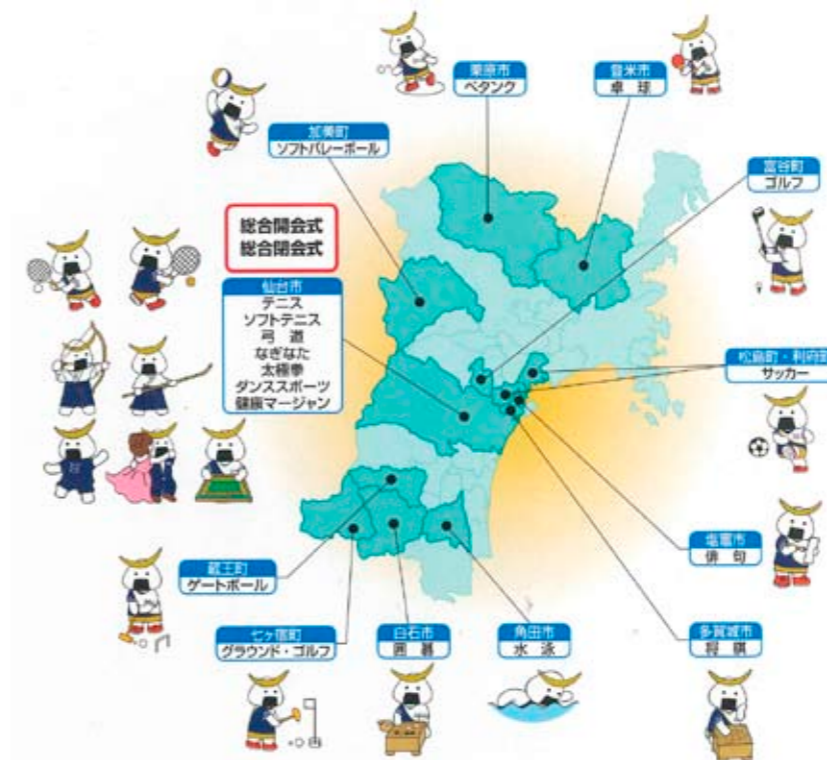 栗原市
ペタンク
登米市
卓 球
加美町
ソフトバレーボール
富谷町
ゴルフ
総合開会式
総合閉会式
仙台市
テニス
ソフトテニス
弓 道
なぎなた
太極拳
ダンススポーツ
健康マージャン
松島町・利府町
サッカー
塩竈市
俳 句
蔵王町
ゲートボール
七ヶ宿町
グラウンド・ゴルフ
白石市
囲 碁
角田市
水 泳
多賀城市
将 棋